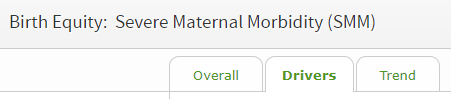 Birth Equity: Severe Maternal Morbidity (SMM)
Overall Drivers Trend